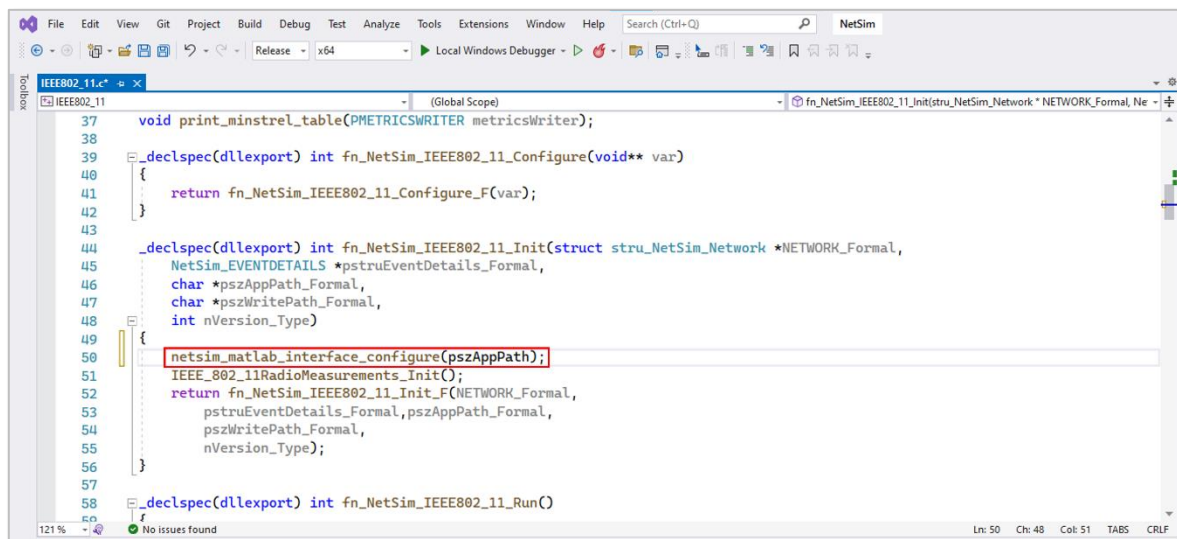 File Edit View Git Project Build Debug Test Analyze Tools Extensions Window Help Search (Ctrl+Q) NetSim
Release x64 Local Windows Debugger
Toolbox
IEEE802_11.c*
IEEE802_11 (Global Scope) fn_NetSim_IEEE802_11_Init(stru_NetSim_Network * NETWORK_Formal, Ne
37 void print_minstrel_table(PMETRICSWRITER metricsWriter);
38
39 _declspec(dllexport) int fn_NetSim_IEEE802_11_Configure(void** var)
40 {
41 return fn_NetSim_IEEE802_11_Configure_F(var);
42 }
43
44 _declspec(dllexport) int fn_NetSim_IEEE802_11_Init(struct stru_NetSim_Network *NETWORK_Formal,
45 NetSim_EVENTDETAILS *pstruEventDetails_Formal,
46 char *pszAppPath_Formal,
47 char *pszWritePath_Formal,
48 int nVersion_Type)
49 {
50 netsim_matlab_interface_configure(pszAppPath);
51 IEEE_802_11RadioMeasurements_Init();
52 return fn_NetSim_IEEE802_11_Init_F(NETWORK_Formal,
53 pstruEventDetails_Formal,pszAppPath_Formal,
54 pszWritePath_Formal,
55 nVersion_Type);
56 }
57
58 _declspec(dllexport) int fn_NetSim_IEEE802_11_Run()
59 {
121 % No issues found Ln: 50 Ch: 48 Col: 51 TABS CRLF